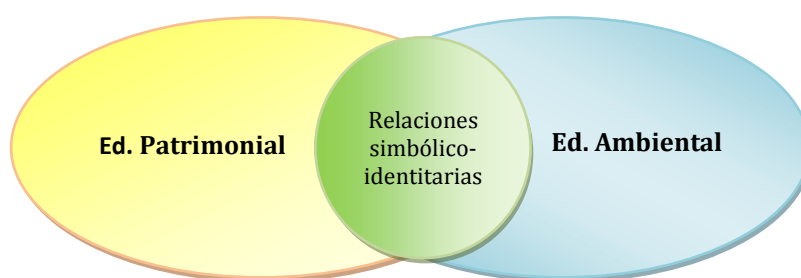 Ed. Patrimonial
Relaciones
simbólico-
identitarias
Ed. Ambiental